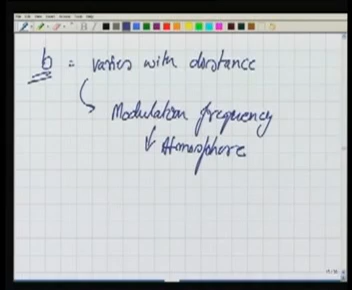 b = varies with distance
Modulation frequency
Atmosphere